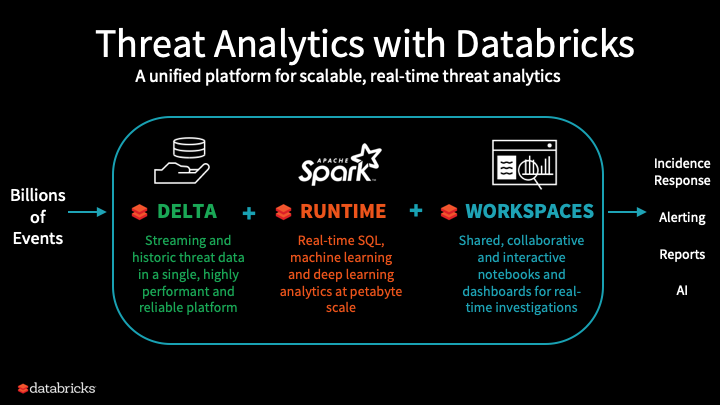 Threat Analytics with Databricks
A unified platform for scalable, real-time threat analytics
Billions
of
Events
DELTA
Streaming and
historic threat data
in a single, highly
performant and
reliable platform
+
APACHE
Spark™
RUNTIME
Real-time SQL,
machine learning
and deep learning
analytics at petabyte
scale
+
WORKSPACES
Shared, collaborative
and interactive
notebooks and
dashboards for real-
time investigations
Incidence
Response
Alerting
Reports
AI
databricks